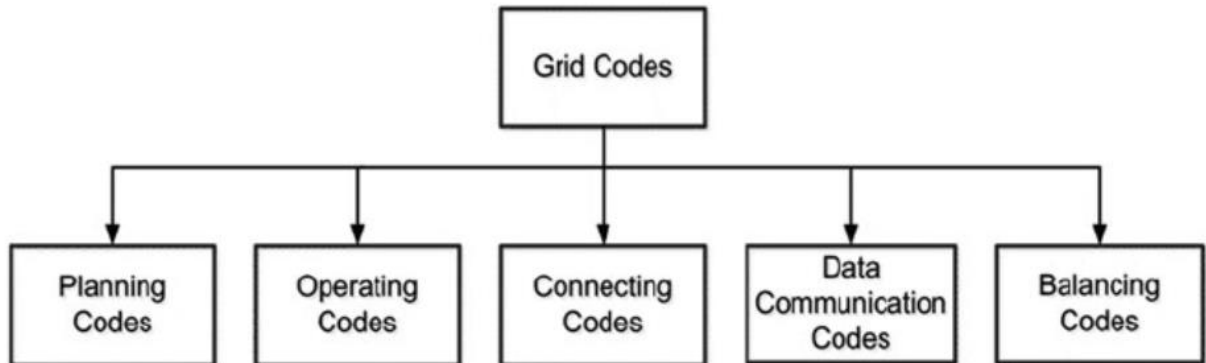 Grid Codes
Planning
Codes
Operating
Codes
Connecting
Codes
Data
Communication
Codes
Balancing
Codes